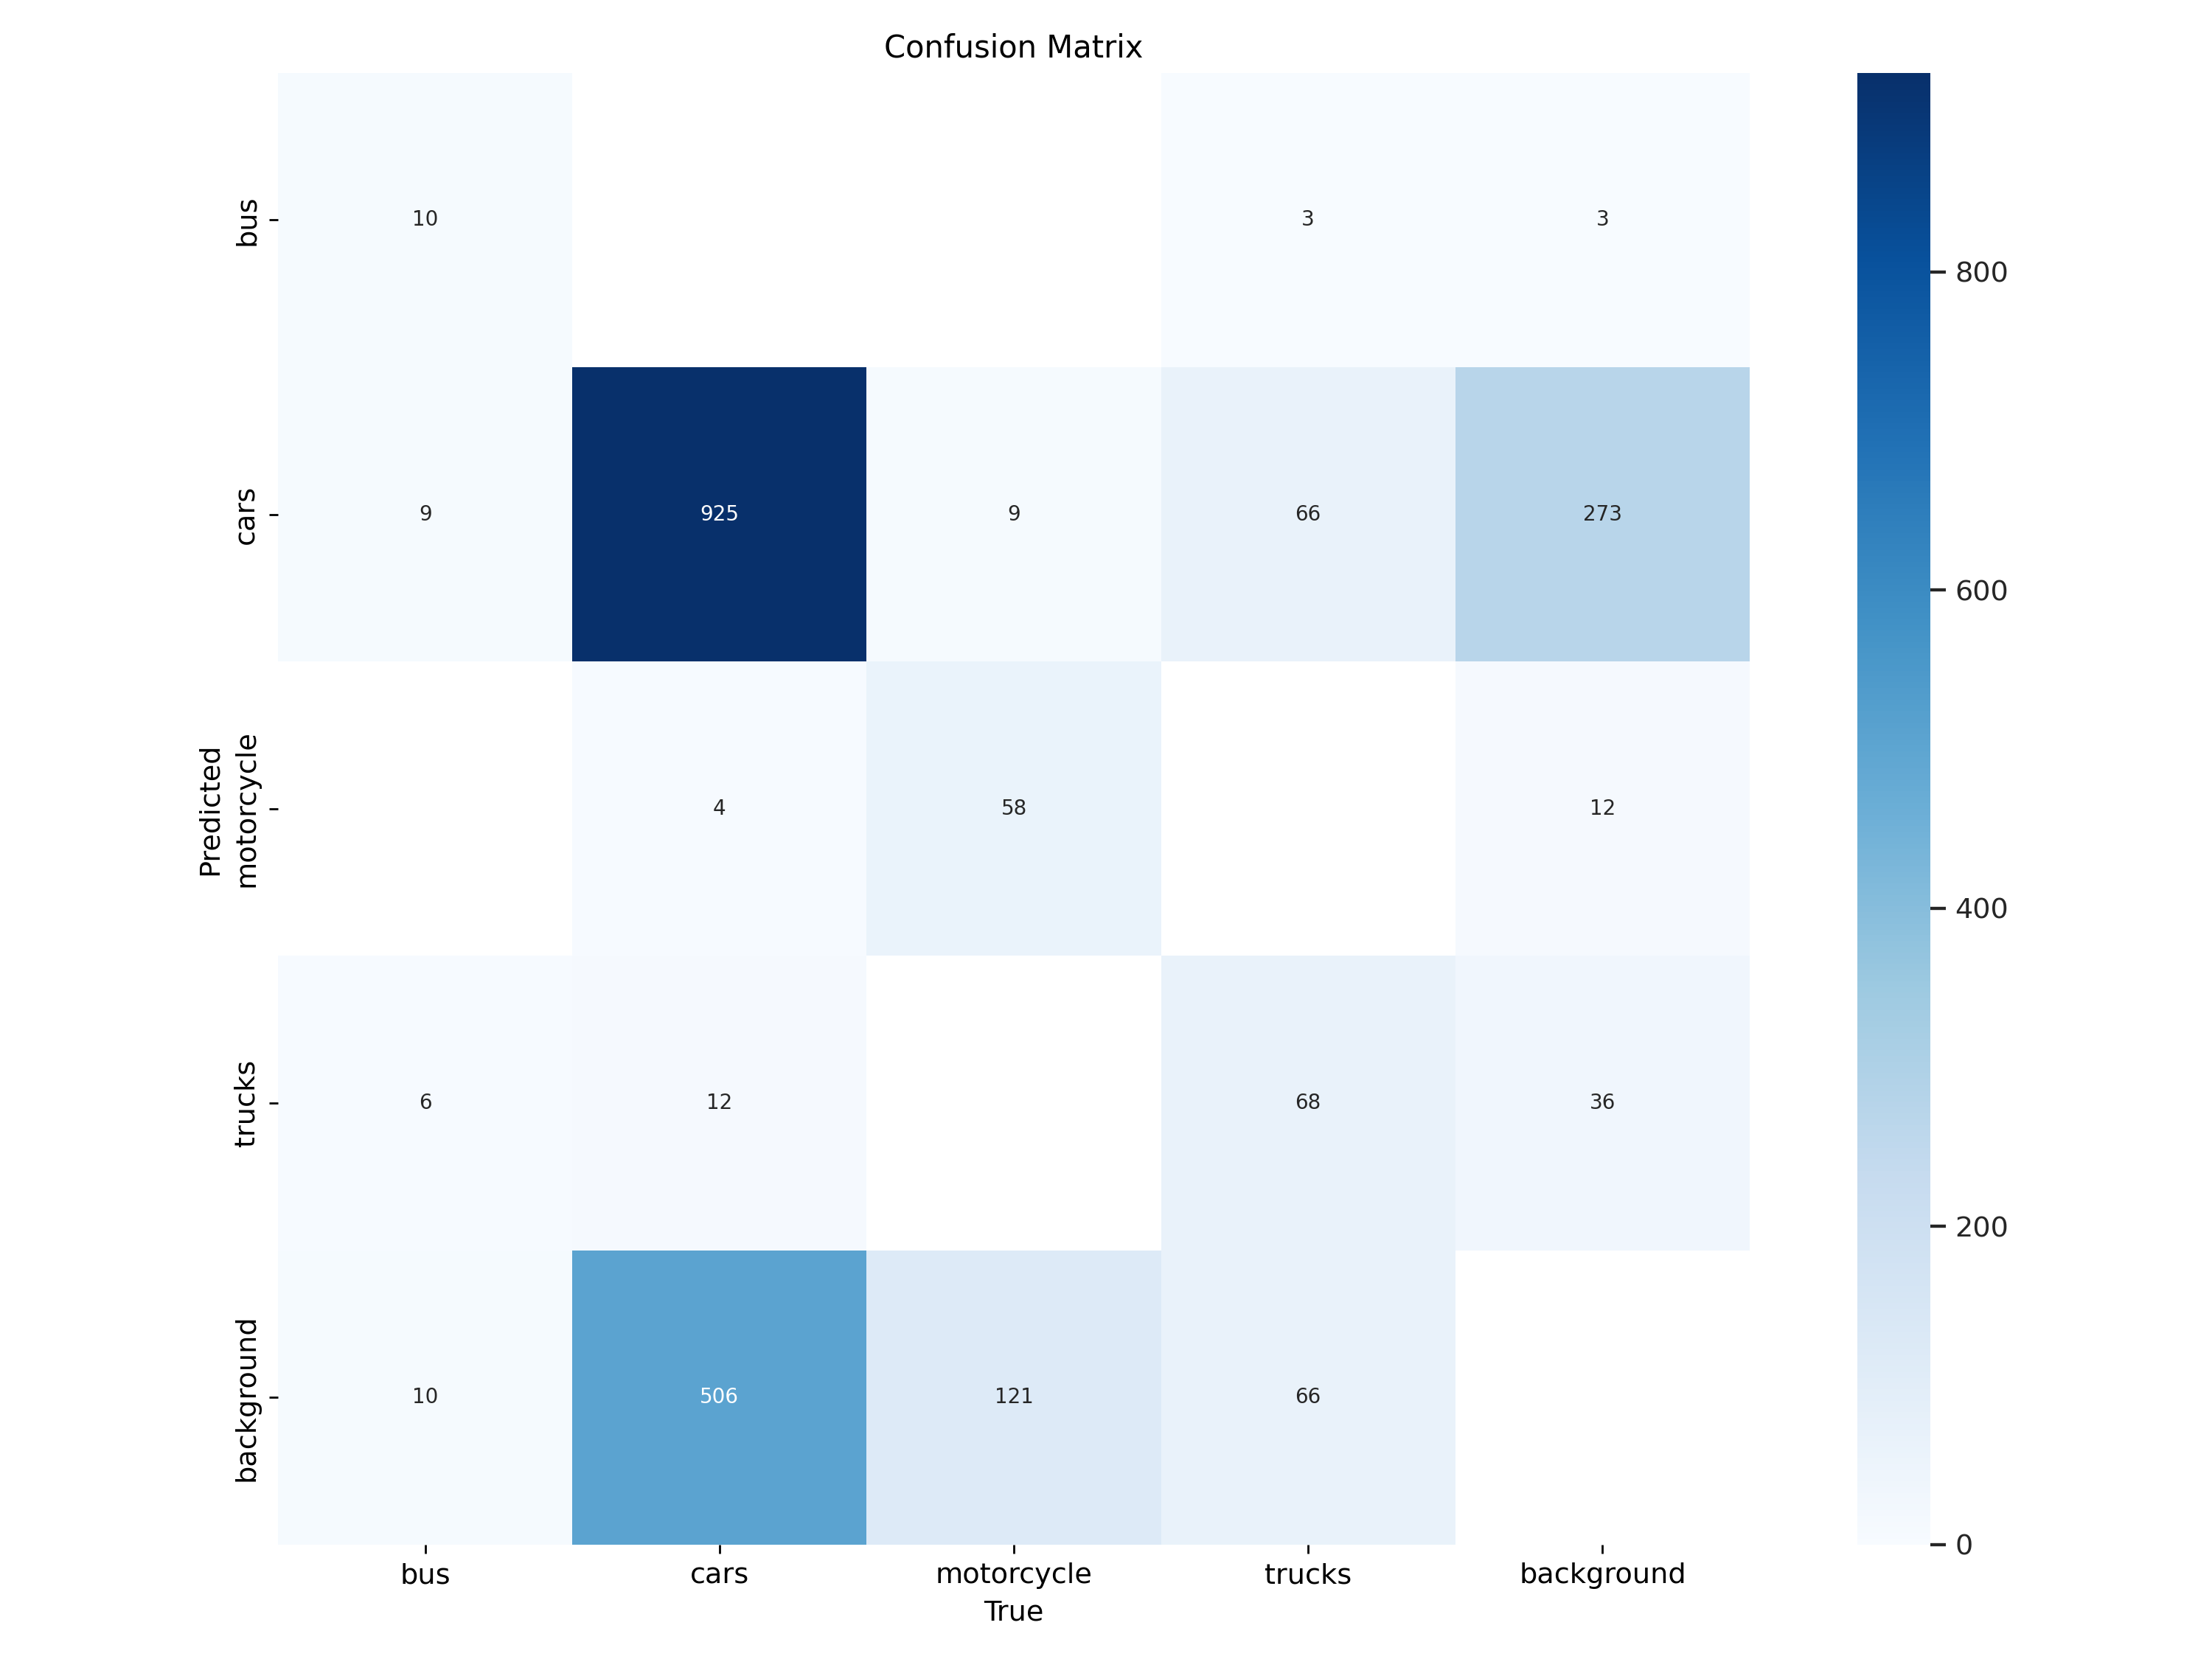 Confusion Matrix
bus
10
3
3
800
cars
9
925
9
66
273
600
Predicted
motorcycle
4
58
12
400
trucks
6
12
68
36
200
background
10
506
121
66
0
bus
cars
motorcycle
trucks
background
True